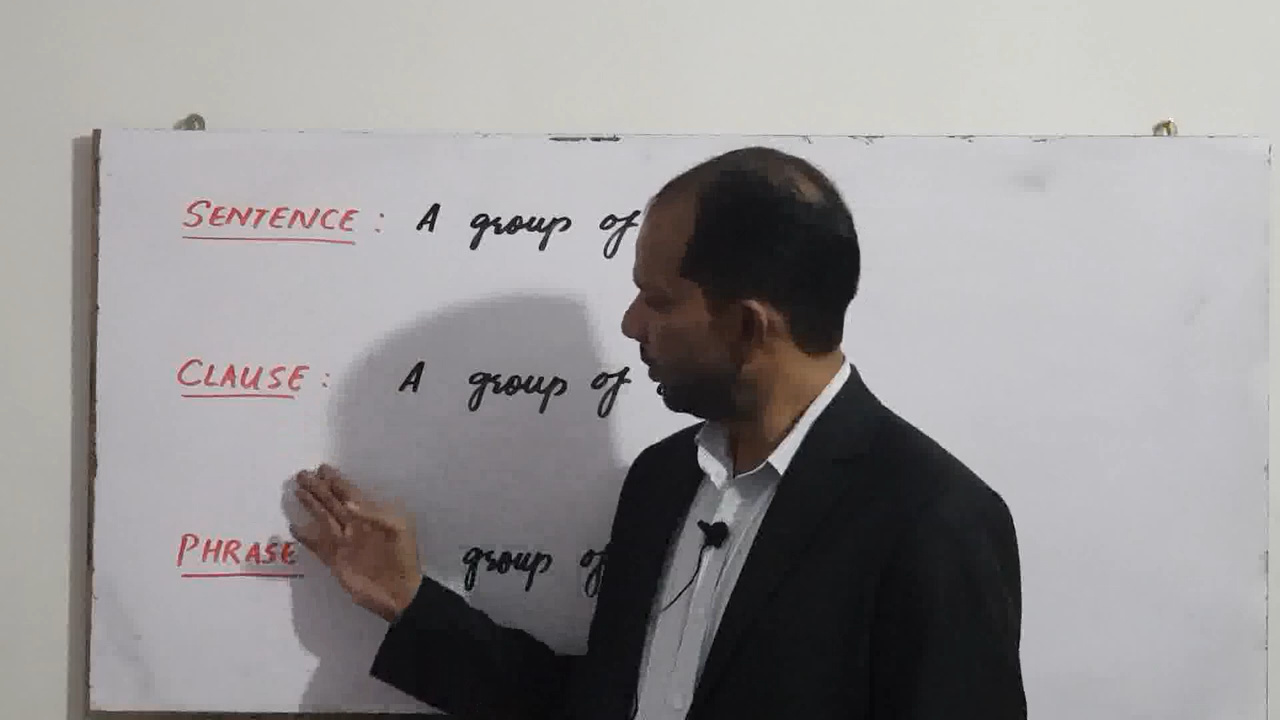 SENTENCE : A group of
CLAUSE : A group of
PHRASE group of